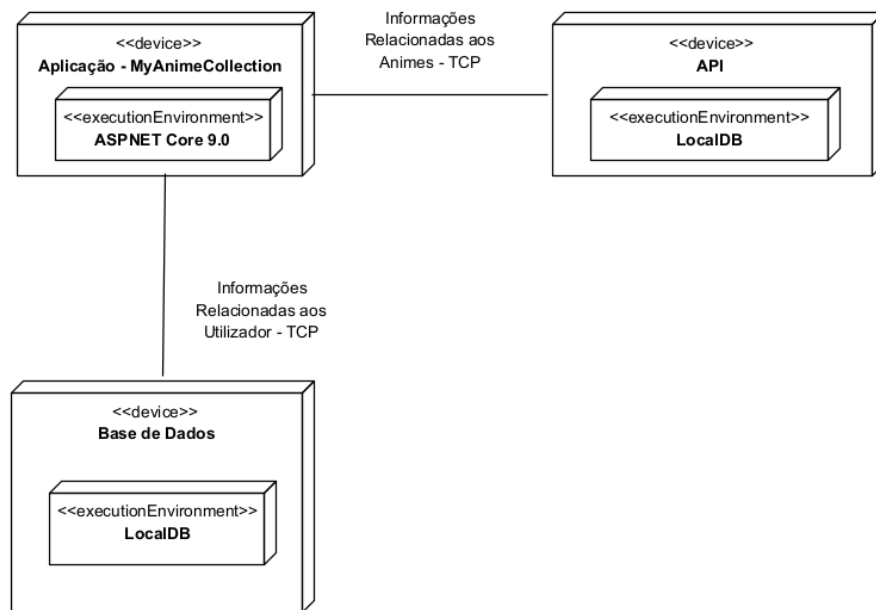 <<device>>
Aplicação - MyAnimeCollection
<<executionEnvironment>>
ASPNET Core 9.0
Informações
Relacionadas aos
Animes - TCP
<<device>>
API
<<executionEnvironment>>
LocalDB
Informações
Relacionadas aos
Utilizador - TCP
<<device>>
Base de Dados
<<executionEnvironment>>
LocalDB